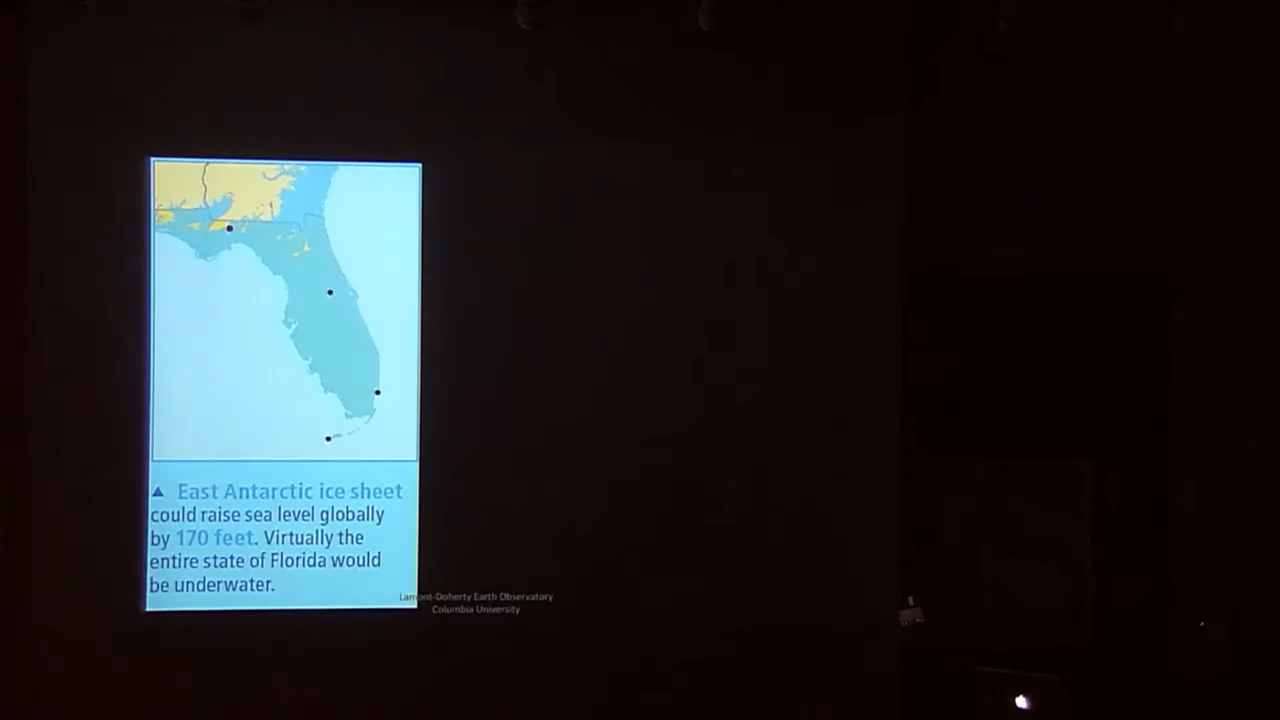 ▲ East Antarctic ice sheet
could raise sea level globally
by 170 feet. Virtually the
entire state of Florida would
be underwater.
Lamont-Doherty Earth Observatory
Columbia University